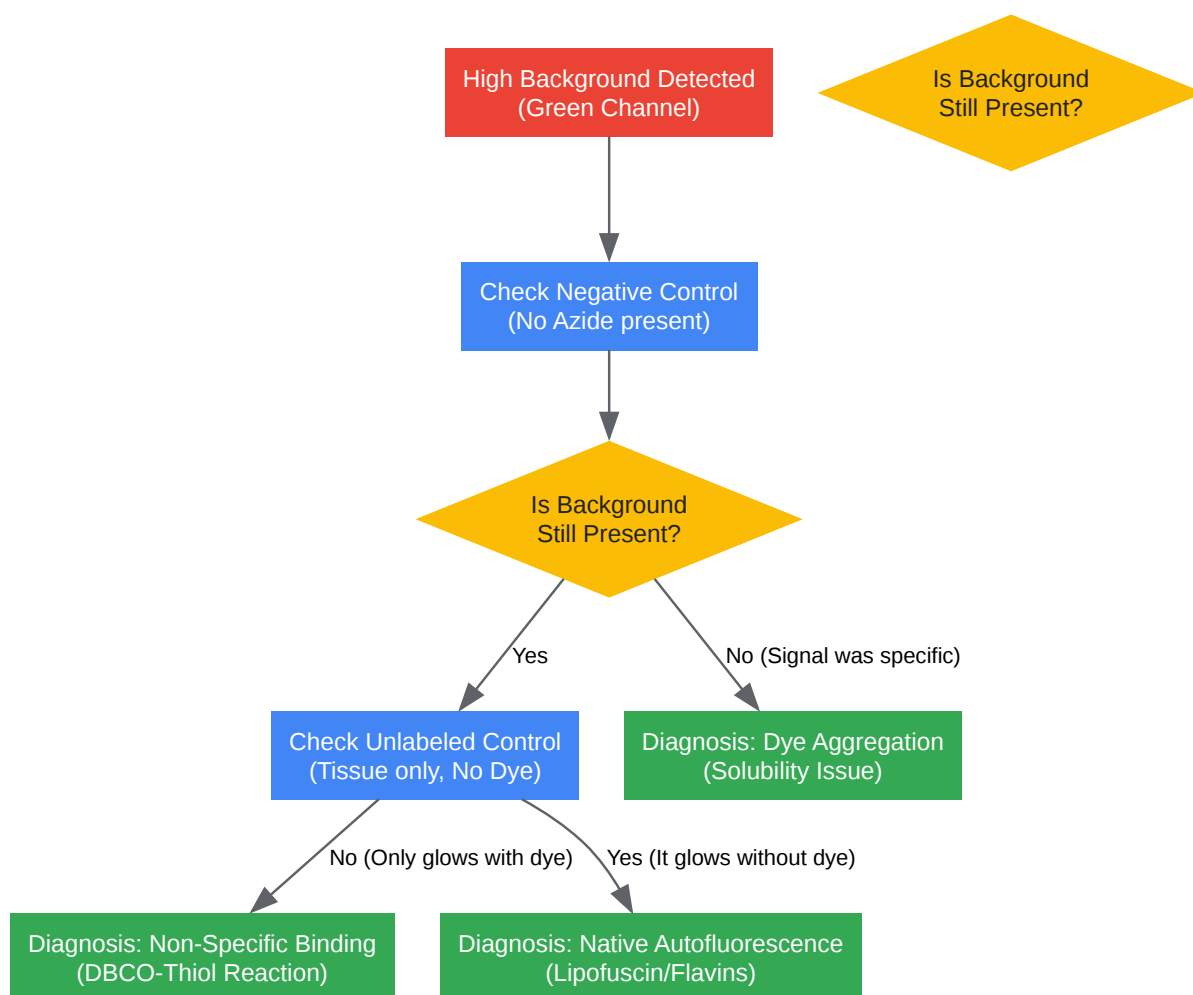 High Background Detected
(Green Channel)
Is Background
Still Present?
Check Negative Control
(No Azide present)
Is Background
Still Present?
Yes
No (Signal was specific)
Check Unlabeled Control
(Tissue only, No Dye)
Diagnosis: Dye Aggregation
(Solubility Issue)
No (Only glows with dye)
Yes (It glows without dye)
Diagnosis: Non-Specific Binding
(DBCO-Thiol Reaction)
Diagnosis: Native Autofluorescence
(Lipofuscin/Flavins)